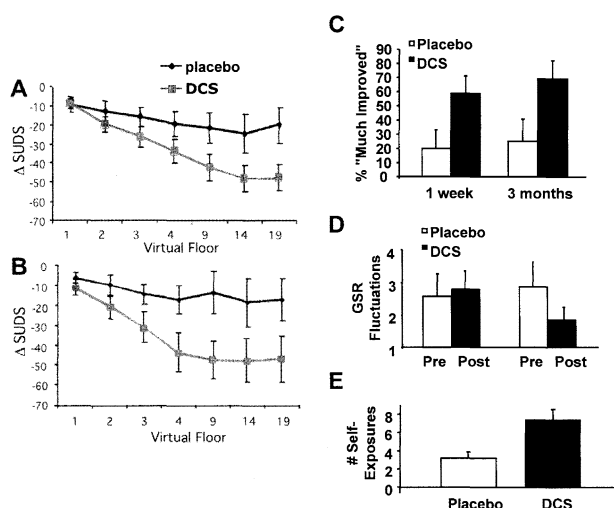 A
placebo
DCS
0
-10
-20
-30
-40
-50
-60
-70
Δ SUDS
1 2 3 4 9 14 19
Virtual Floor
B
0
-10
-20
-30
-40
-50
-60
-70
Δ SUDS
1 2 3 4 9 14 19
Virtual Floor
C
Placebo
DCS
90
80
70
60
50
40
30
20
10
0
% "Much Improved"
1 week 3 months
D
Placebo
DCS
4
3
2
1
GSR
Fluctuations
Pre Post Pre Post
E
8
6
4
2
0
# Self-
Exposures
Placebo DCS